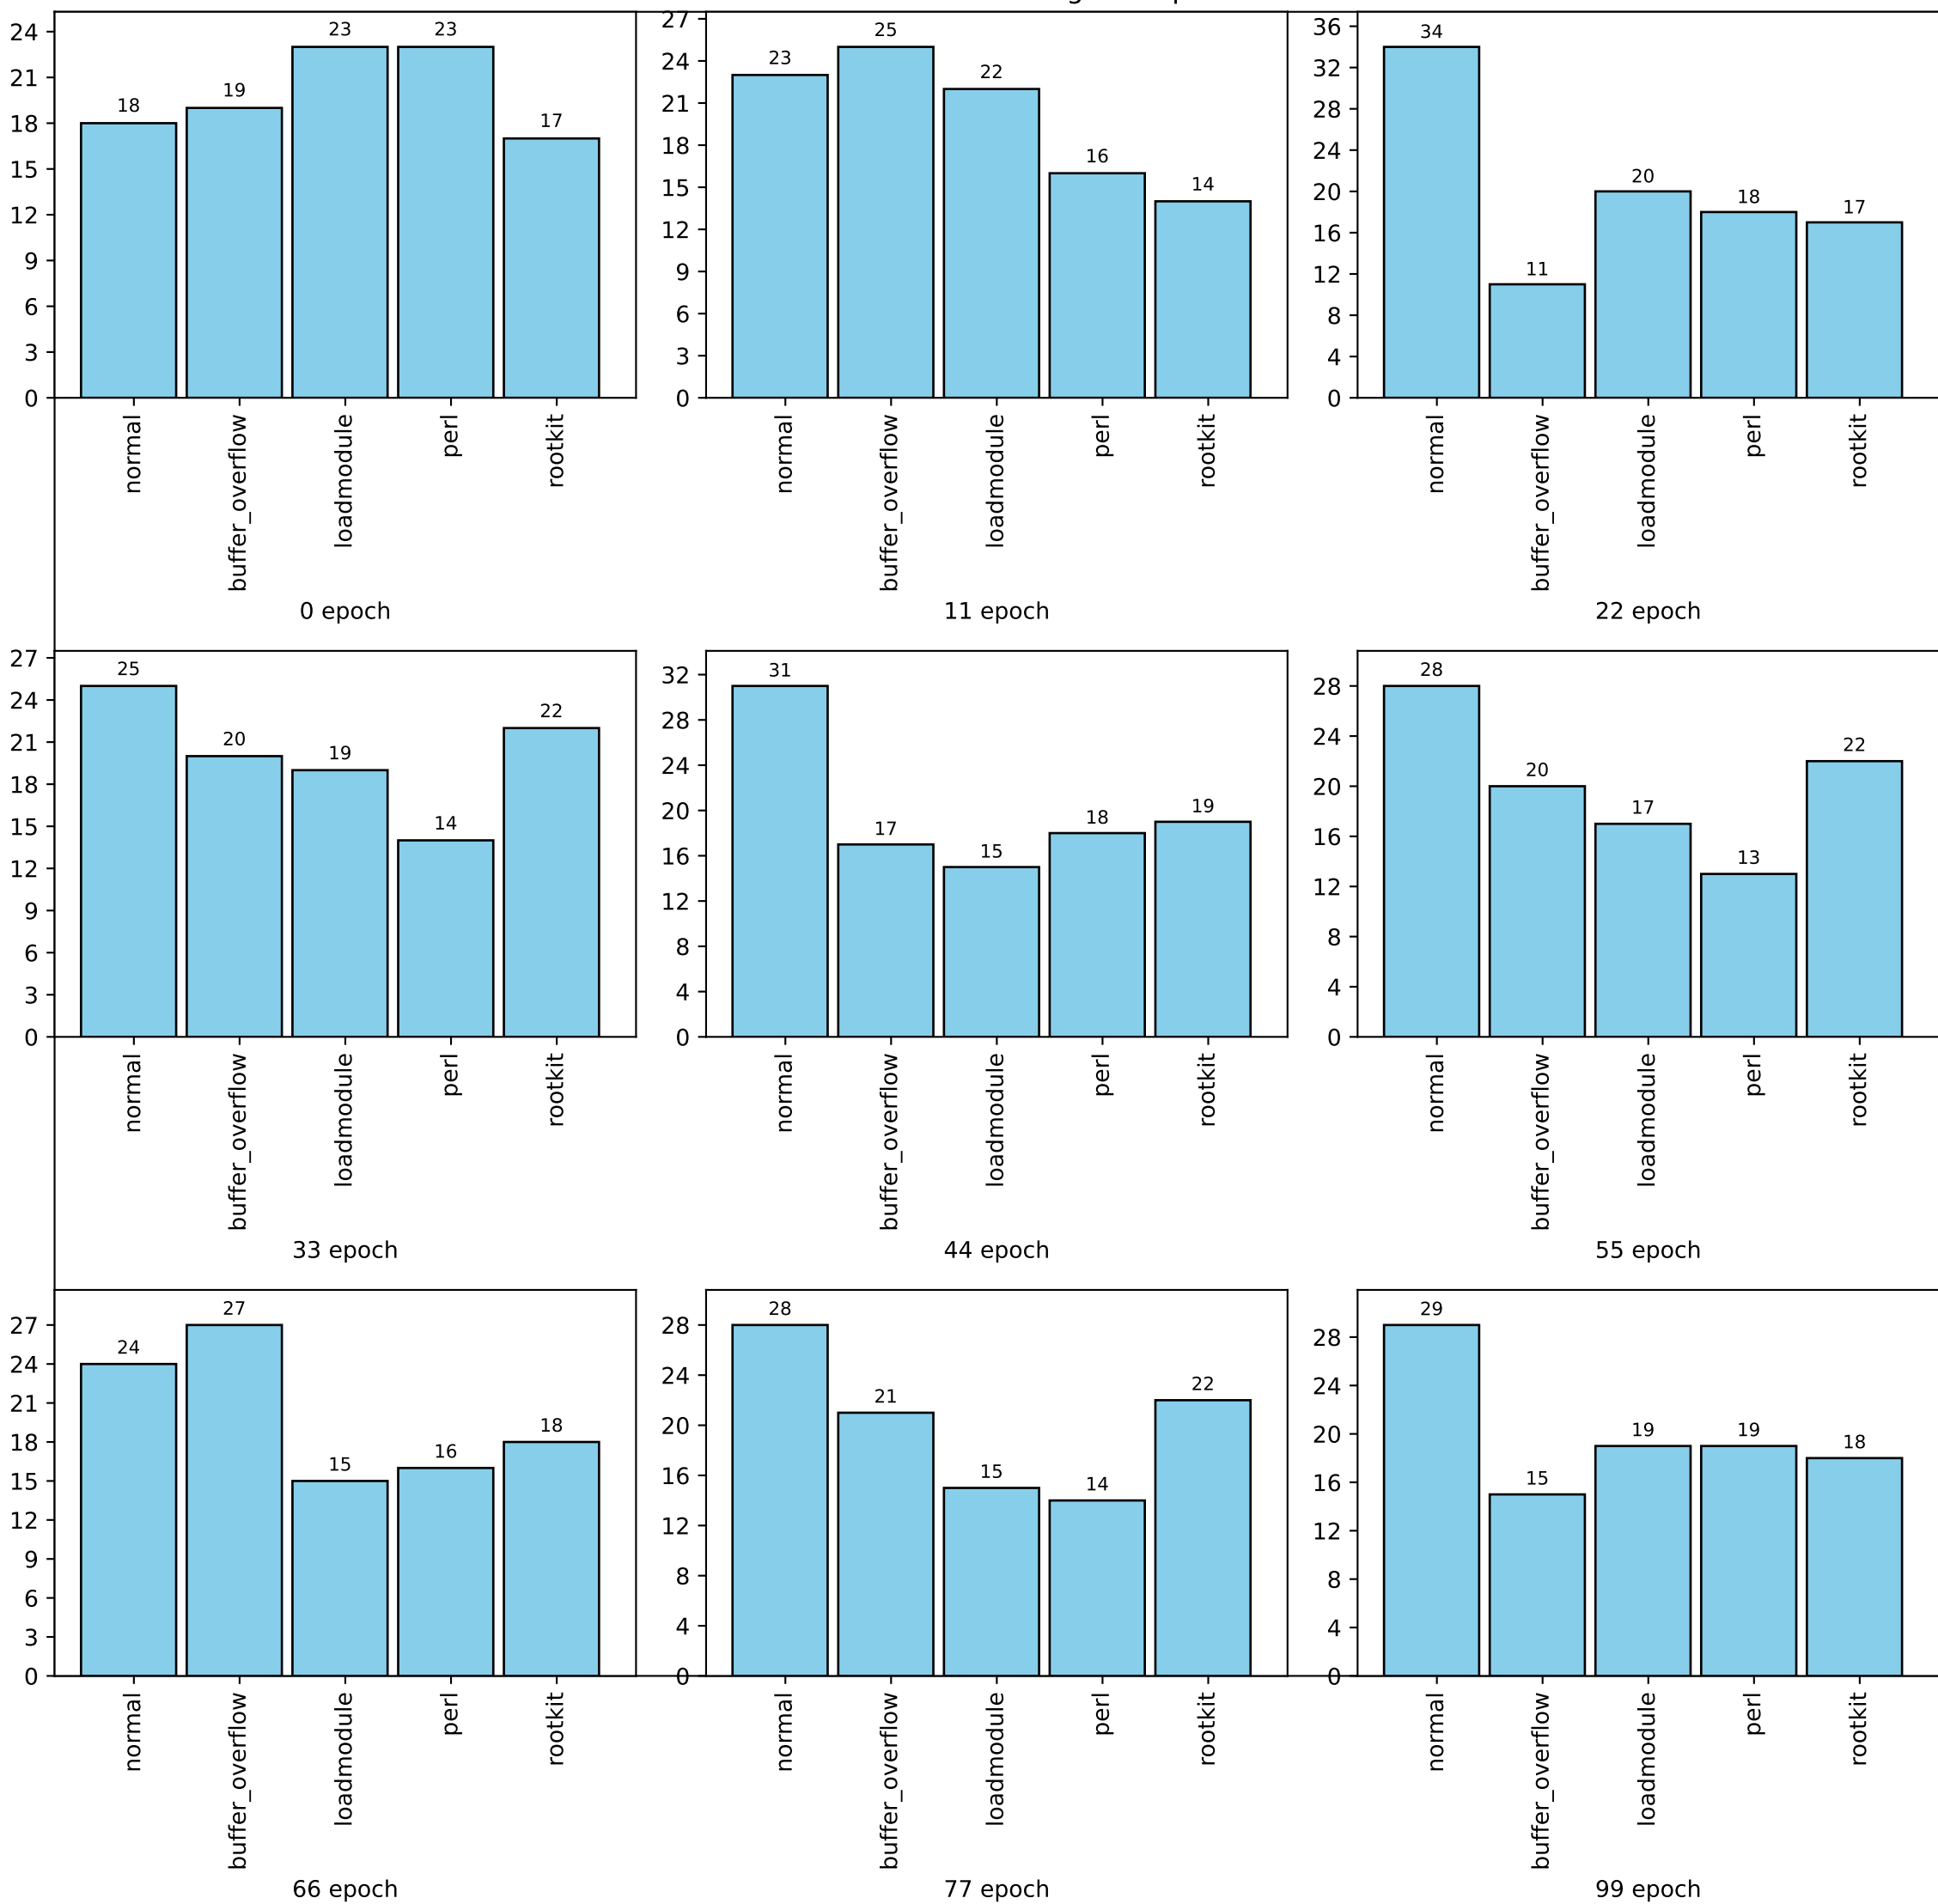 24
21
18
15
12
9
6
3
0
18
19
23
23
17
normal
buffer_overflow
loadmodule
perl
rootkit
0 epoch
27
24
21
18
15
12
9
6
3
0
23
25
22
16
14
normal
buffer_overflow
loadmodule
perl
rootkit
11 epoch
36
32
28
24
20
16
12
8
4
0
34
11
20
18
17
normal
buffer_overflow
loadmodule
perl
rootkit
22 epoch
27
24
21
18
15
12
9
6
3
0
25
20
19
14
22
normal
buffer_overflow
loadmodule
perl
rootkit
33 epoch
32
28
24
20
16
12
8
4
0
31
17
15
18
19
normal
buffer_overflow
loadmodule
perl
rootkit
44 epoch
28
24
20
16
12
8
4
0
28
20
17
13
22
normal
buffer_overflow
loadmodule
perl
rootkit
55 epoch
27
24
21
18
15
12
9
6
3
0
24
27
15
16
18
normal
buffer_overflow
loadmodule
perl
rootkit
66 epoch
28
24
20
16
12
8
4
0
28
21
15
14
22
normal
buffer_overflow
loadmodule
perl
rootkit
77 epoch
28
24
20
16
12
8
4
0
29
15
19
19
18
normal
buffer_overflow
loadmodule
perl
rootkit
99 epoch